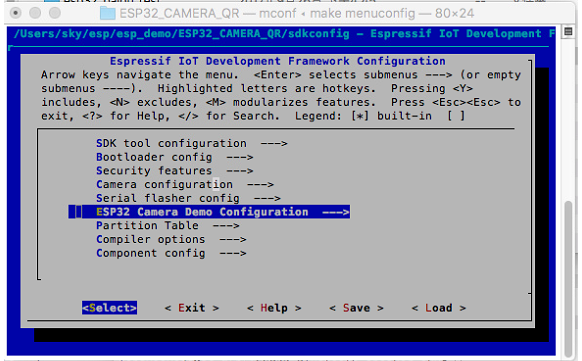 ESP32_CAMERA_QR — mconf ◂ make menuconfig — 80×24
/Users/sky/esp/esp_demo/ESP32_CAMERA_QR/sdkconfig - Espressif IoT Development F
Espressif IoT Development Framework Configuration
Arrow keys navigate the menu.  <Enter> selects submenus ---> (or empty
submenus ----).  Highlighted letters are hotkeys.  Pressing <Y>
includes, <N> excludes, <M> modularizes features.  Press <Esc><Esc> to
exit, <?> for Help, </> for Search.  Legend: [*] built-in  [ ]
SDK tool configuration  --->
Bootloader config  --->
Security features  --->
Camera configuration  --->
Serial flasher config  --->
ESP32 Camera Demo Configuration  --->
Partition Table  --->
Compiler options  --->
Component config  --->
<Select>    < Exit >    < Help >    < Save >    < Load >